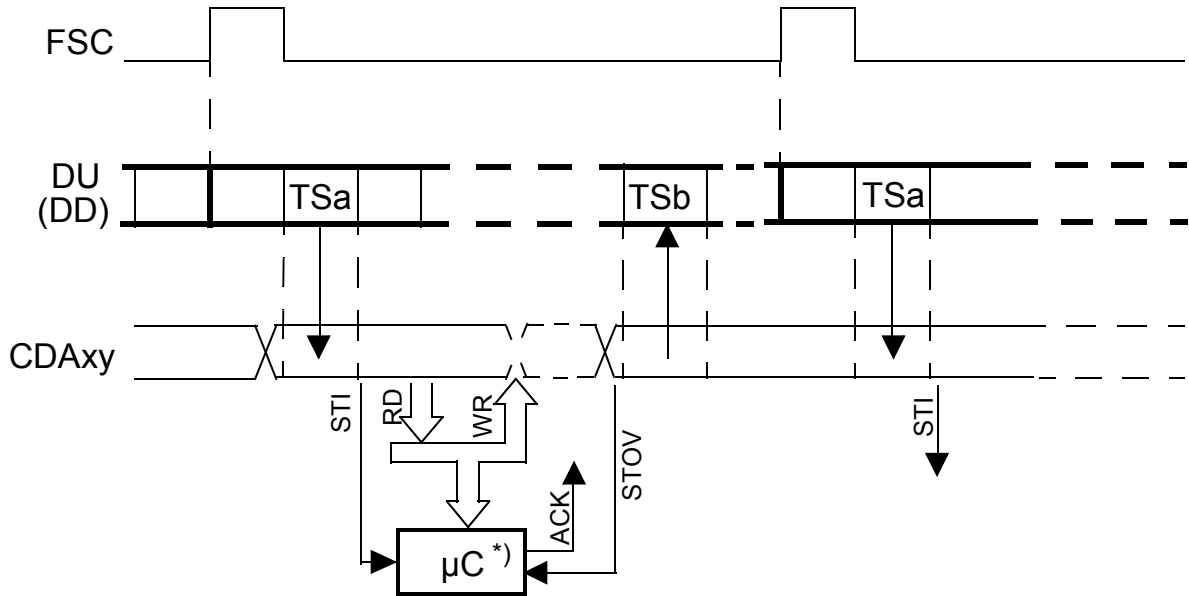 FSC
DU
(DD)
TSa
TSb
TSa
CDAxy
STI
RD
WR
ACK
STOV
STI
µC *)